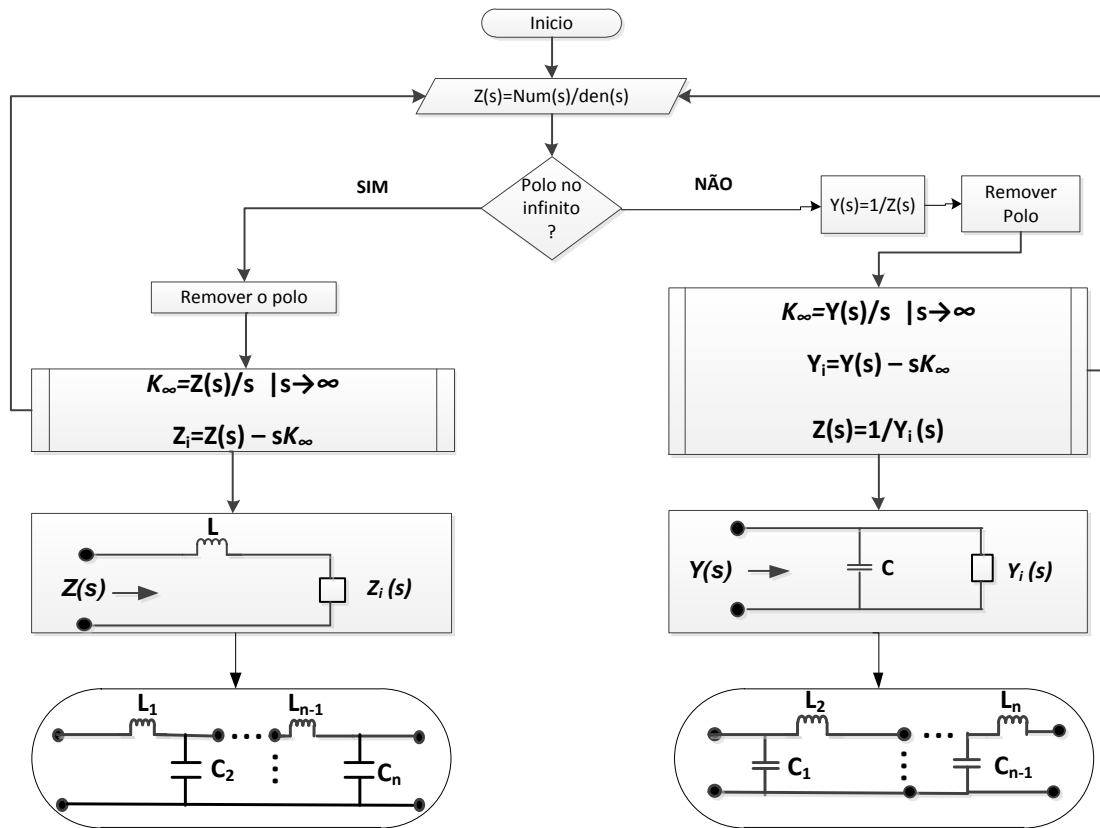 Inicio
Z(s)=Num(s)/den(s)
Polo no
infinito
?
SIM
NÃO
Y(s)=1/Z(s)
Remover
Polo
Remover o polo
K∞=Z(s)/s |s→∞
Zi=Z(s) – sK∞
K∞=Y(s)/s |s→∞
Yi=Y(s) – sK∞
Z(s)=1/Yi (s)
L
Z(s)
Zi (s)
Y(s)
C
Yi (s)
L1
Ln-1
C2
Cn
L2
Ln
C1
Cn-1